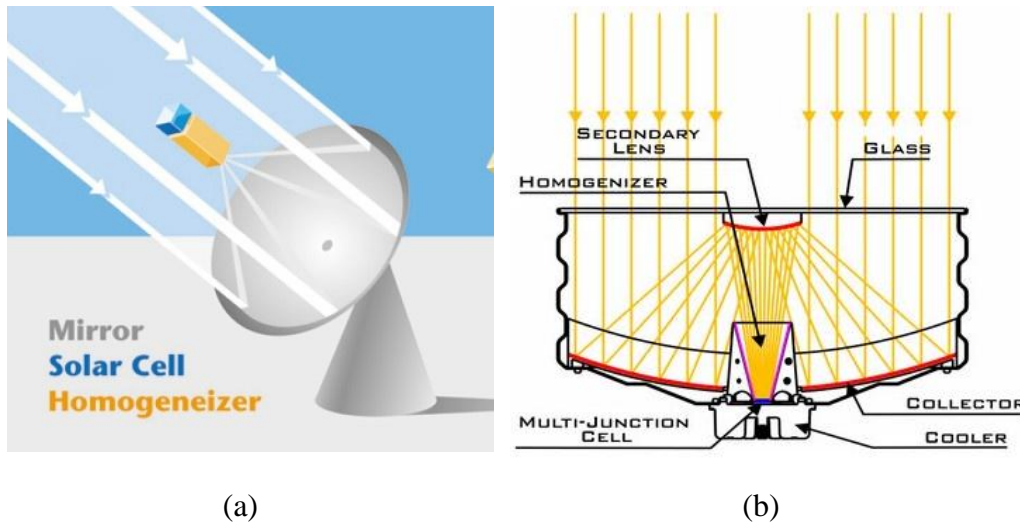 Mirror
Solar Cell
Homogeneizer
SECONDARY
LENS
GLASS
HOMOGENIZER
COLLECTOR
MULTI-JUNCTION
CELL
COOLER
(a)
(b)